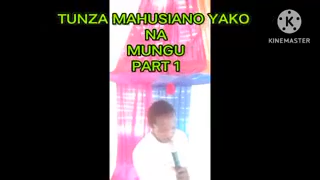 TUNZA MAHUSIANO YAKO
NA
MUNGU
PART 1
KINEMASTER